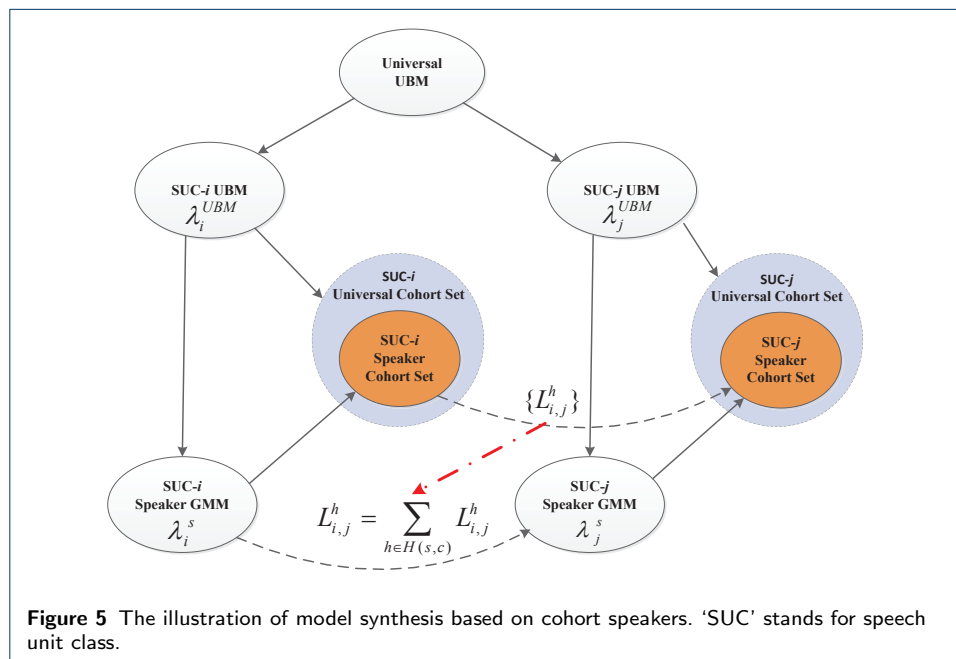 Universal
UBM
SUC-i UBM
λ_i^{UBM}
SUC-j UBM
λ_j^{UBM}
SUC-i
Universal Cohort Set
SUC-i
Speaker
Cohort Set
SUC-j
Universal Cohort Set
SUC-j
Speaker
Cohort Set
{L_{i,j}^h}
SUC-i
Speaker GMM
λ_i^s
L_{i,j}^h = ∑_{h∈H(s,c)} L_{i,j}^h
SUC-j
Speaker GMM
λ_j^s
Figure 5 The illustration of model synthesis based on cohort speakers. ‘SUC’ stands for speech
unit class.